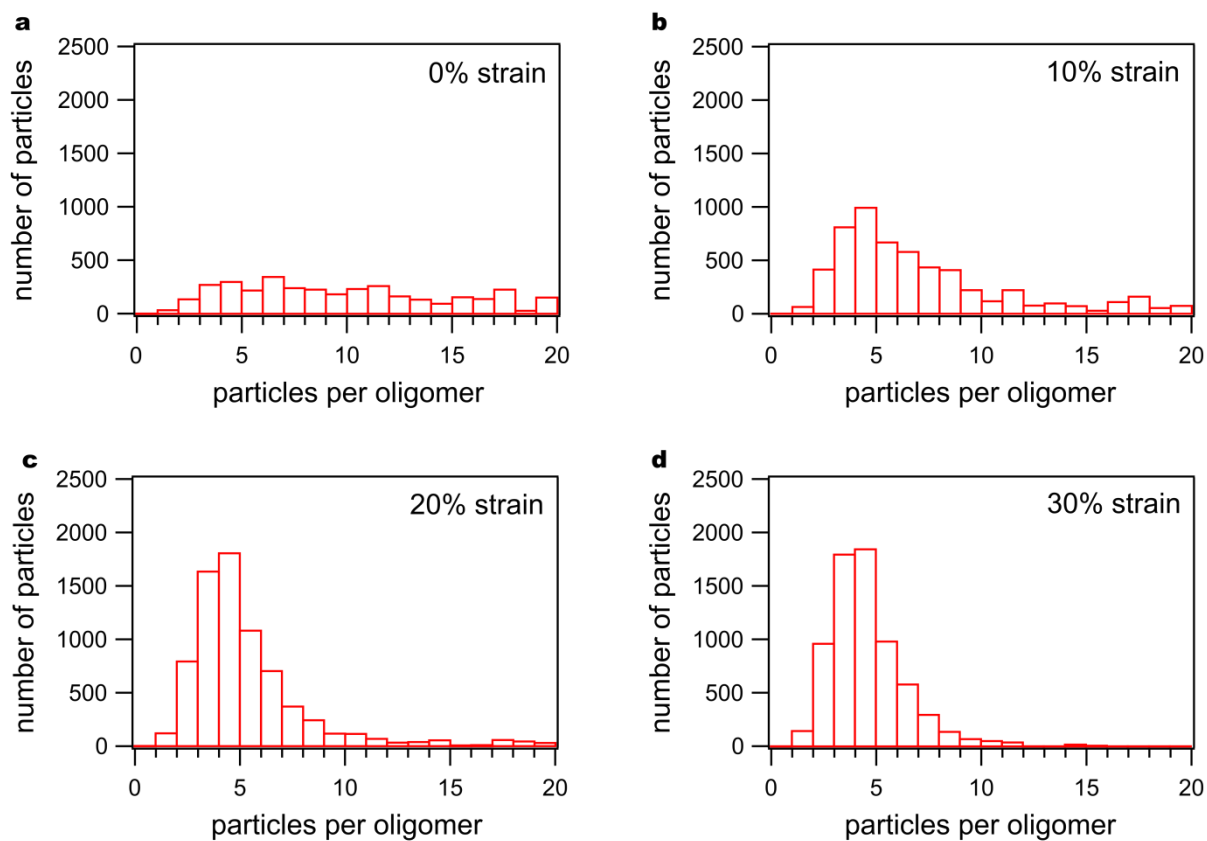 a
2500
2000
1500
1000
500
0
number of particles
0% strain
0 5 10 15 20
particles per oligomer
b
2500
2000
1500
1000
500
0
number of particles
10% strain
0 5 10 15 20
particles per oligomer
c
2500
2000
1500
1000
500
0
number of particles
20% strain
0 5 10 15 20
particles per oligomer
d
2500
2000
1500
1000
500
0
number of particles
30% strain
0 5 10 15 20
particles per oligomer